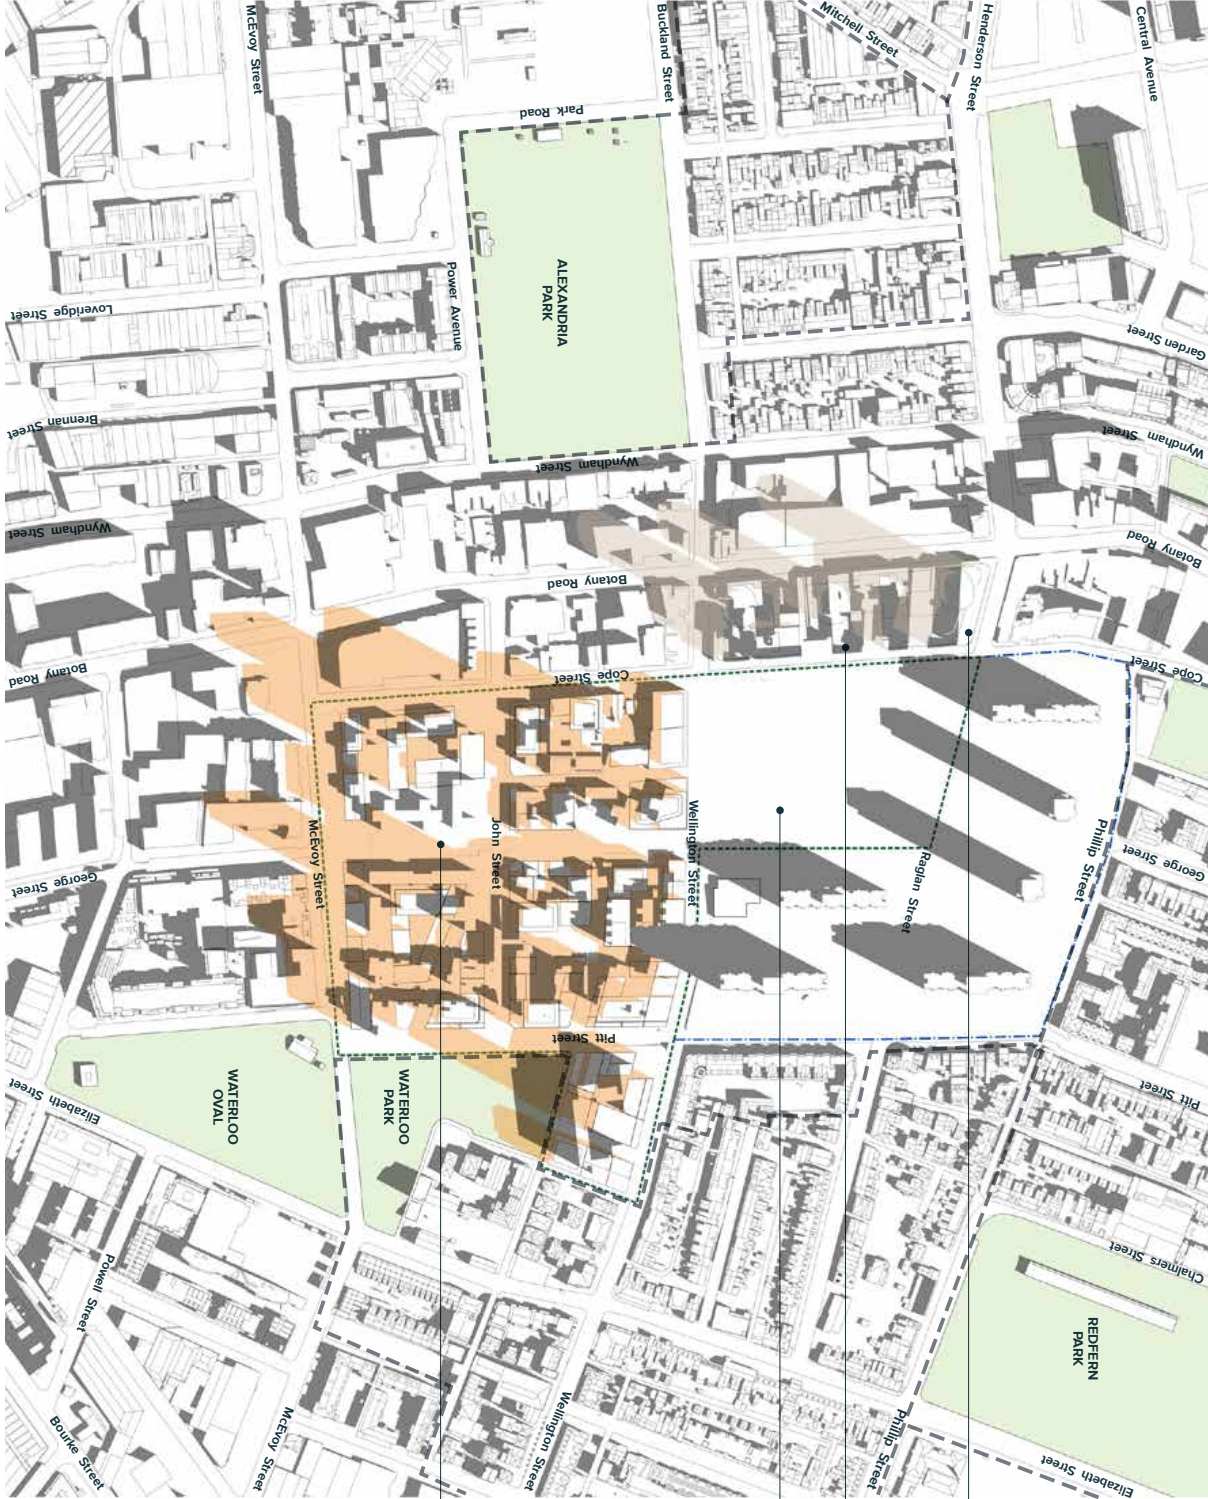 McEvoy Street
Buckland Street
Mitchell Street
Henderson Street
Central Avenue
Park Road
ALEXANDRIA
PARK
Power Avenue
Loveridge Street
Garden Street
Brennan Street
Wyndham Street
Wyndham Street
Wyndham Street
Botany Road
Botany Road
Botany Road
Cope Street
Cope Street
McEvoy Street
John Street
Wellington Street
Raglan Street
Phillip Street
George Street
George Street
Pitt Street
Pitt Street
WATERLOO
OVAL
WATERLOO
PARK
Elizabeth Street
Chalmers Street
Powell Street
REDFERN
PARK
Bourke Street
McEvoy Street
Wellington Street
Phillip Street
Elizabeth Street